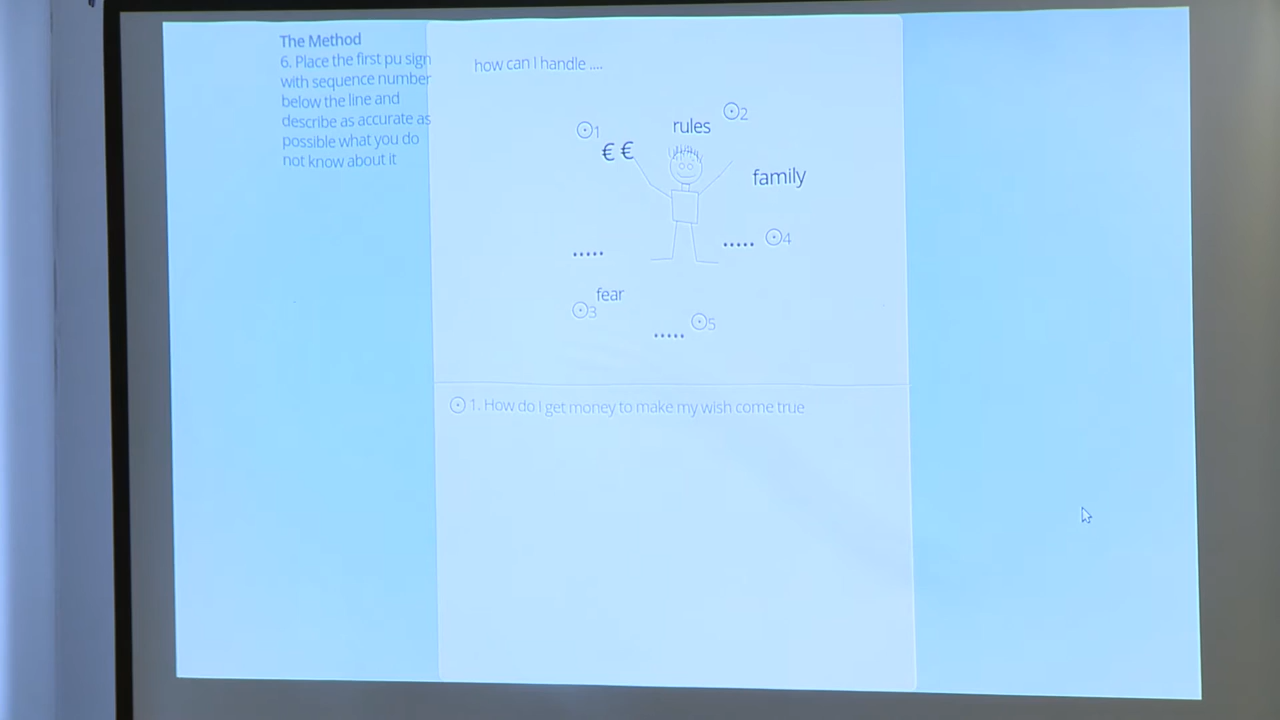 The Method
6. Place the first pu sign
with sequence number
below the line and
describe as accurate as
possible what you do
not know about it
how can I handle ....
⊙1
€ €
rules
⊙2
family
.....
..... ⊙4
fear
⊙3
..... ⊙5
⊙ 1. How do I get money to make my wish come true